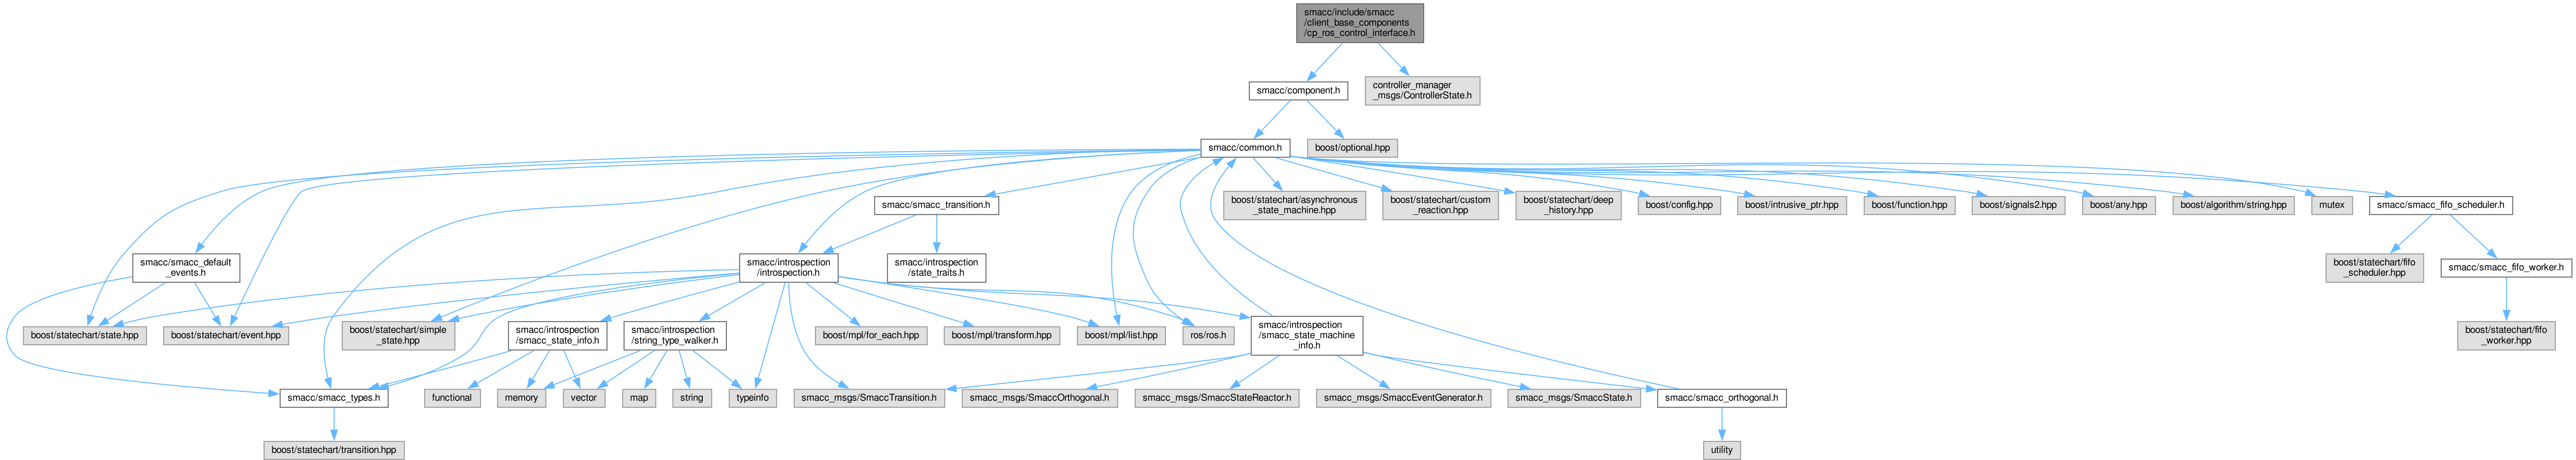 smacc/include/smacc
/client_base_components
/cp_ros_control_interface.h
smacc/component.h
controller_manager
_msgs/ControllerState.h
smacc/common.h
boost/optional.hpp
smacc/smacc_transition.h
boost/statechart/asynchronous
_state_machine.hpp
boost/statechart/custom
_reaction.hpp
boost/statechart/deep
_history.hpp
boost/config.hpp
boost/intrusive_ptr.hpp
boost/function.hpp
boost/signals2.hpp
boost/any.hpp
boost/algorithm/string.hpp
mutex
smacc/smacc_fifo_scheduler.h
smacc/smacc_default
_events.h
smacc/introspection
/introspection.h
smacc/introspection
/state_traits.h
boost/statechart/fifo
_scheduler.hpp
smacc/smacc_fifo_worker.h
boost/statechart/state.hpp
boost/statechart/event.hpp
boost/statechart/simple
_state.hpp
smacc/introspection
/smacc_state_info.h
smacc/introspection
/string_type_walker.h
boost/mpl/for_each.hpp
boost/mpl/transform.hpp
boost/mpl/list.hpp
ros/ros.h
smacc/introspection
/smacc_state_machine
_info.h
boost/statechart/fifo
_worker.hpp
smacc/smacc_types.h
functional
memory
vector
map
string
typeinfo
smacc_msgs/SmaccTransition.h
smacc_msgs/SmaccOrthogonal.h
smacc_msgs/SmaccStateReactor.h
smacc_msgs/SmaccEventGenerator.h
smacc_msgs/SmaccState.h
smacc/smacc_orthogonal.h
boost/statechart/transition.hpp
utility